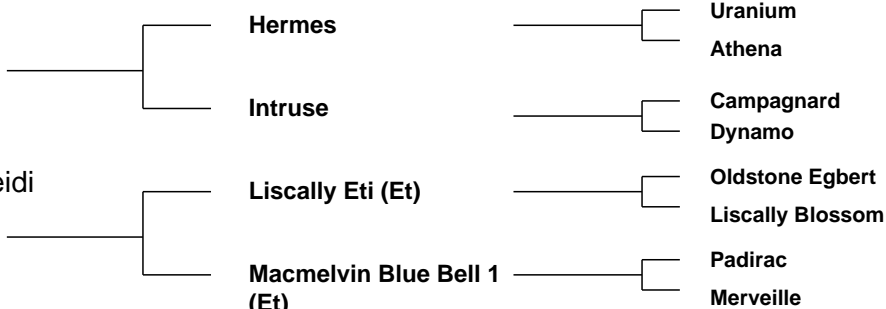 Uranium
Hermes
Athena
Campagnard
Intruse
Dynamo
Oldstone Egbert
Liscally Eti (Et)
Liscally Blossom
Padirac
Macmelvin Blue Bell 1
(Et)
Merveille